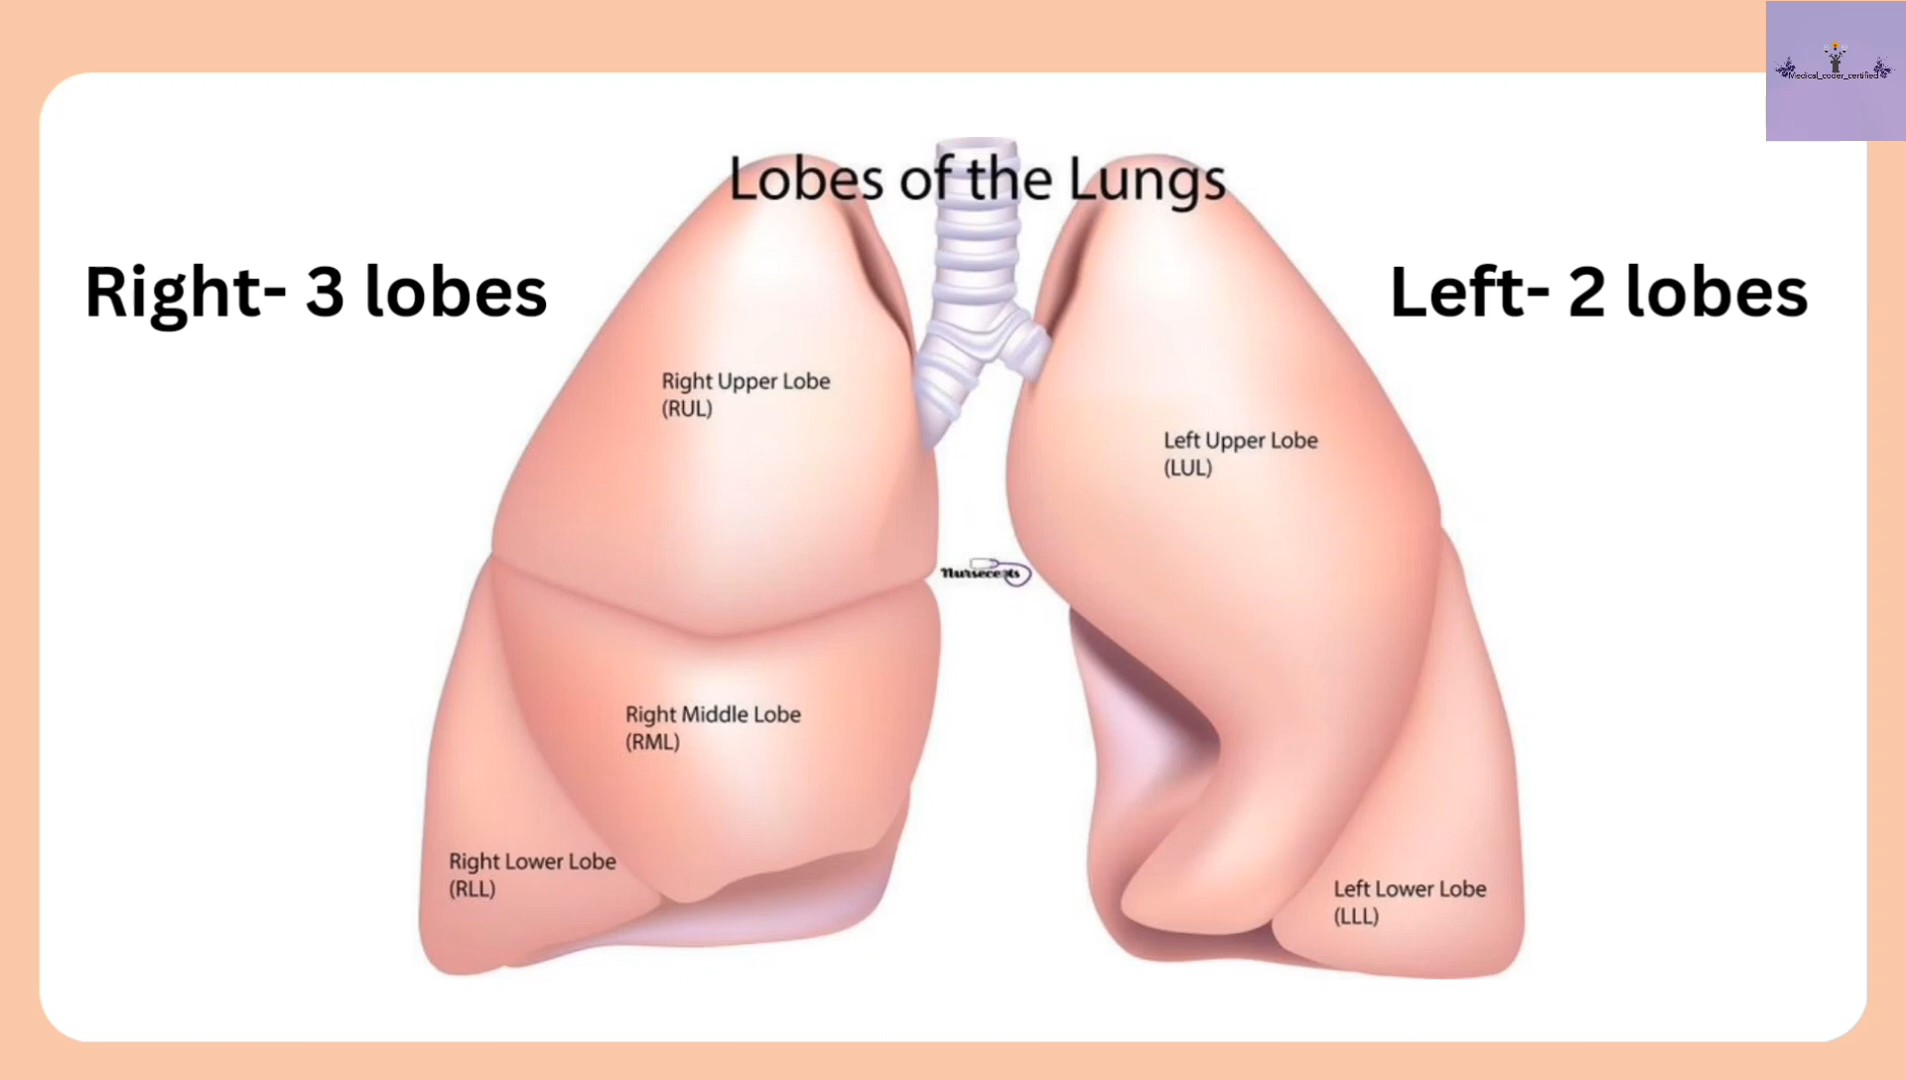 Medical_coder_certified
Lobes of the Lungs
Right- 3 lobes
Left- 2 lobes
Right Upper Lobe
(RUL)
Left Upper Lobe
(LUL)
Right Middle Lobe
(RML)
Right Lower Lobe
(RLL)
Left Lower Lobe
(LLL)